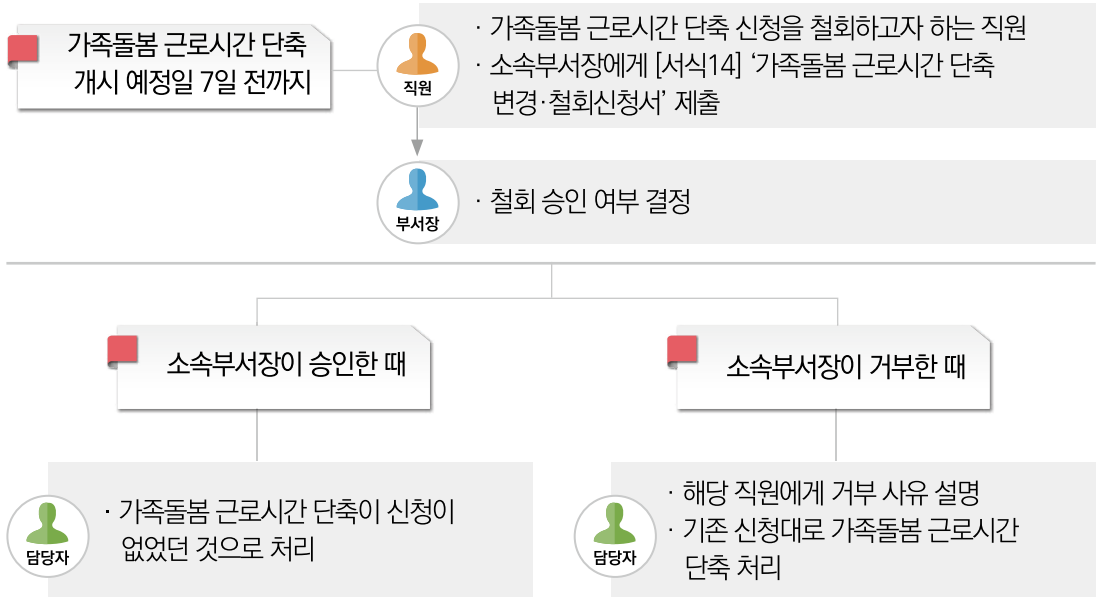 가족돌봄 근로시간 단축
개시 예정일 7일 전까지
직원
· 가족돌봄 근로시간 단축 신청을 철회하고자 하는 직원
· 소속부서장에게 [서식14] ‘가족돌봄 근로시간 단축
변경·철회신청서’ 제출
부서장
· 철회 승인 여부 결정
소속부서장이 승인한 때
담당자
· 가족돌봄 근로시간 단축이 신청이
없었던 것으로 처리
소속부서장이 거부한 때
담당자
· 해당 직원에게 거부 사유 설명
· 기존 신청대로 가족돌봄 근로시간
단축 처리